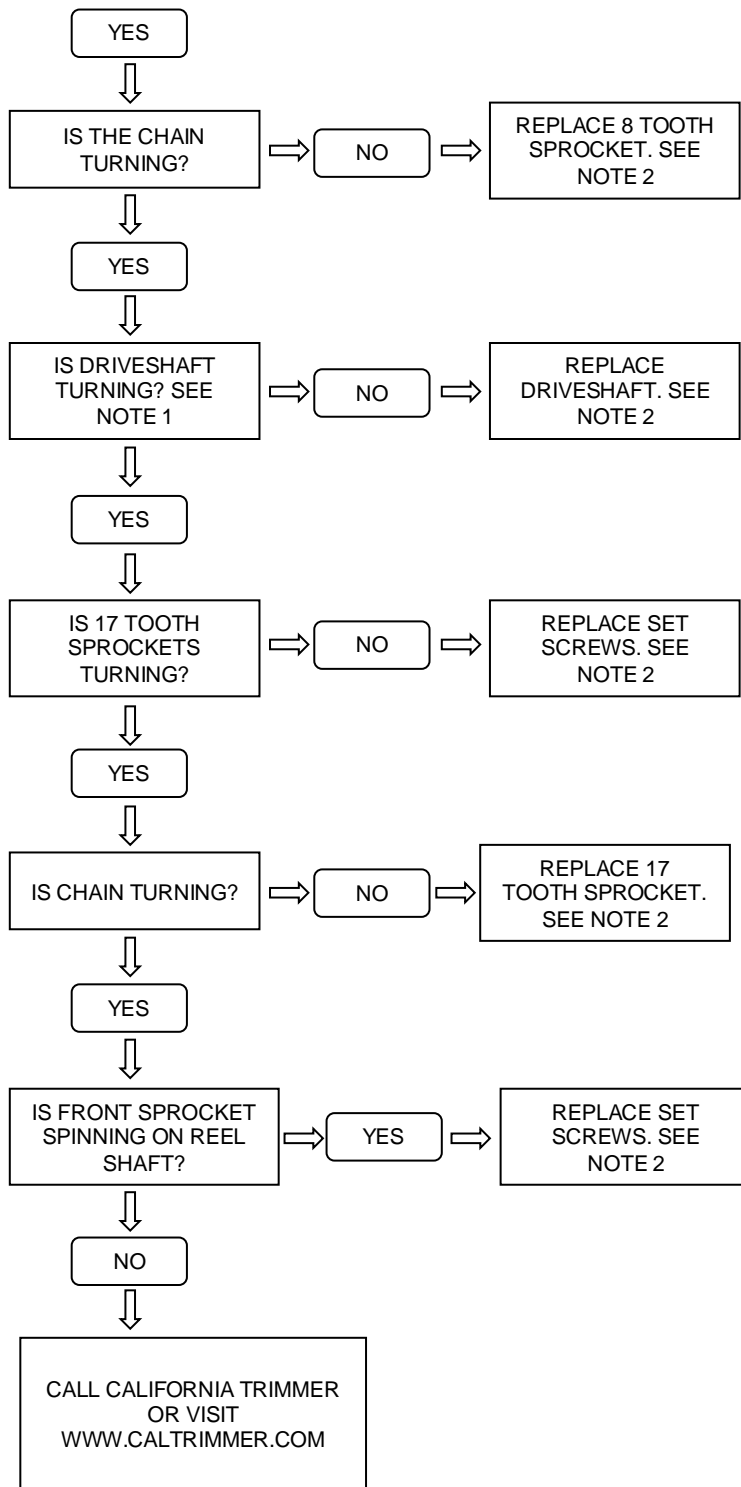 YES
IS THE CHAIN
TURNING?
NO
REPLACE 8 TOOTH
SPROCKET. SEE
NOTE 2
YES
IS DRIVESHAFT
TURNING? SEE
NOTE 1
NO
REPLACE
DRIVESHAFT. SEE
NOTE 2
YES
IS 17 TOOTH
SPROCKETS
TURNING?
NO
REPLACE SET
SCREWS. SEE
NOTE 2
YES
IS CHAIN TURNING?
NO
REPLACE 17
TOOTH SPROCKET.
SEE NOTE 2
YES
IS FRONT SPROCKET
SPINNING ON REEL
SHAFT?
YES
REPLACE SET
SCREWS. SEE
NOTE 2
NO
CALL CALIFORNIA TRIMMER
OR VISIT
WWW.CALTRIMMER.COM